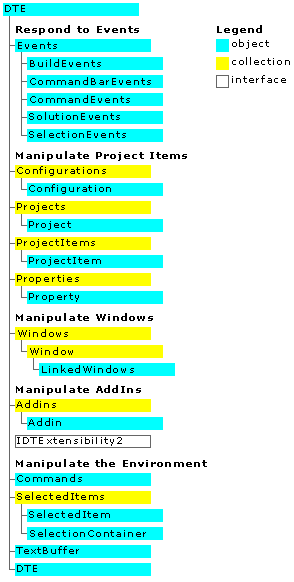 DTE
Respond to Events
Events
BuildEvents
CommandBarEvents
CommandEvents
SolutionEvents
SelectionEvents
Manipulate Project Items
Configurations
Configuration
Projects
Project
ProjectItems
ProjectItem
Properties
Property
Manipulate Windows
Windows
Window
LinkedWindows
Manipulate AddIns
Addins
Addin
IDTExtensibility2
Manipulate the Environment
Commands
SelectedItems
SelectedItem
SelectionContainer
TextBuffer
DTE
Legend
object
collection
interface